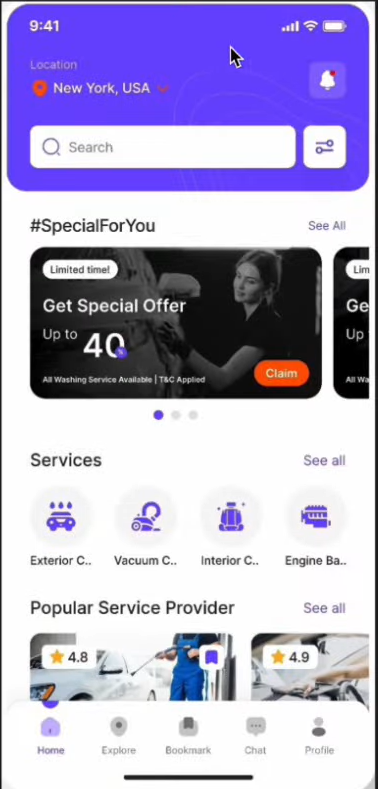 9:41
Location
New York, USA
Search
#SpecialForYou
See All
Limited time!
Lim
Get Special Offer
Ge
Up to 40%
Up
All Washing Service Available | T&C Applied
All Wa
Claim
Services
See all
Exterior C..
Vacuum C..
Interior C..
Engine Ba..
Popular Service Provider
See all
4.8
4.9
Home
Explore
Bookmark
Chat
Profile